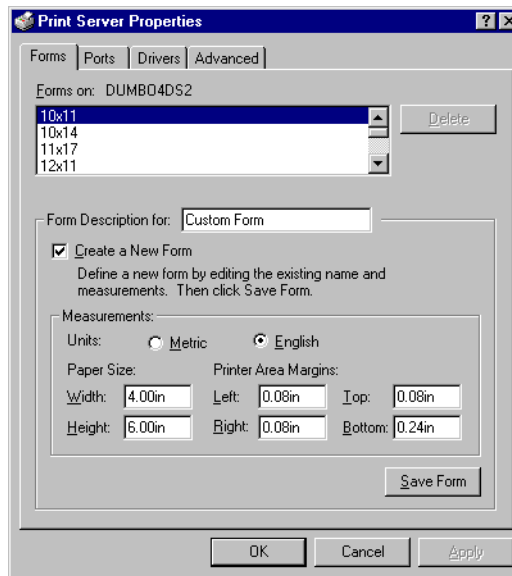 Print Server Properties
Forms Ports Drivers Advanced
Forms on: DUMBO4DS2
10x11
10x14
11x17
12x11
Delete
Form Description for: Custom Form
Create a New Form
Define a new form by editing the existing name and
measurements. Then click Save Form.
Measurements:
Units: Metric English
Paper Size: Printer Area Margins:
Width: 4.00in Left: 0.08in Top: 0.08in
Height: 6.00in Right: 0.08in Bottom: 0.24in
Save Form
OK Cancel Apply